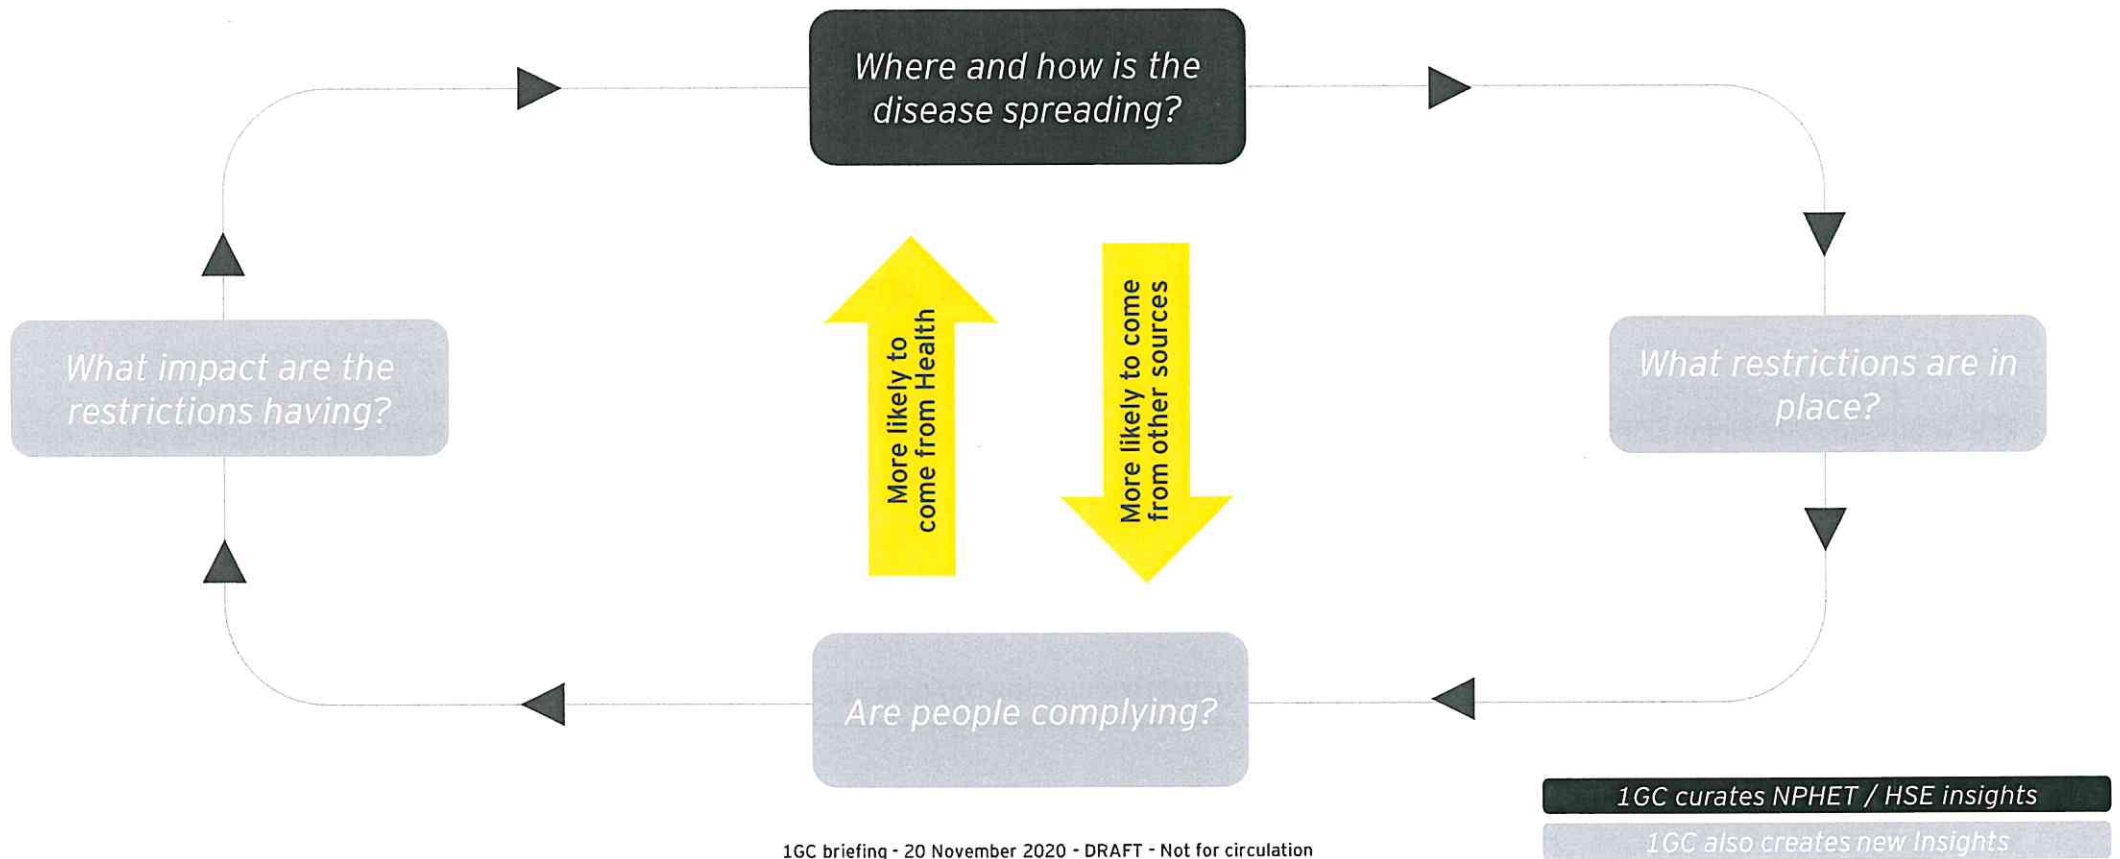 Where and how is the
disease spreading?
What impact are the
restrictions having?
More likely to
come from Health
More likely to come
from other sources
What restrictions are in
place?
Are people complying?
1GC curates NPHET / HSE insights
1GC also creates new Insights
1GC briefing - 20 November 2020 - DRAFT - Not for circulation